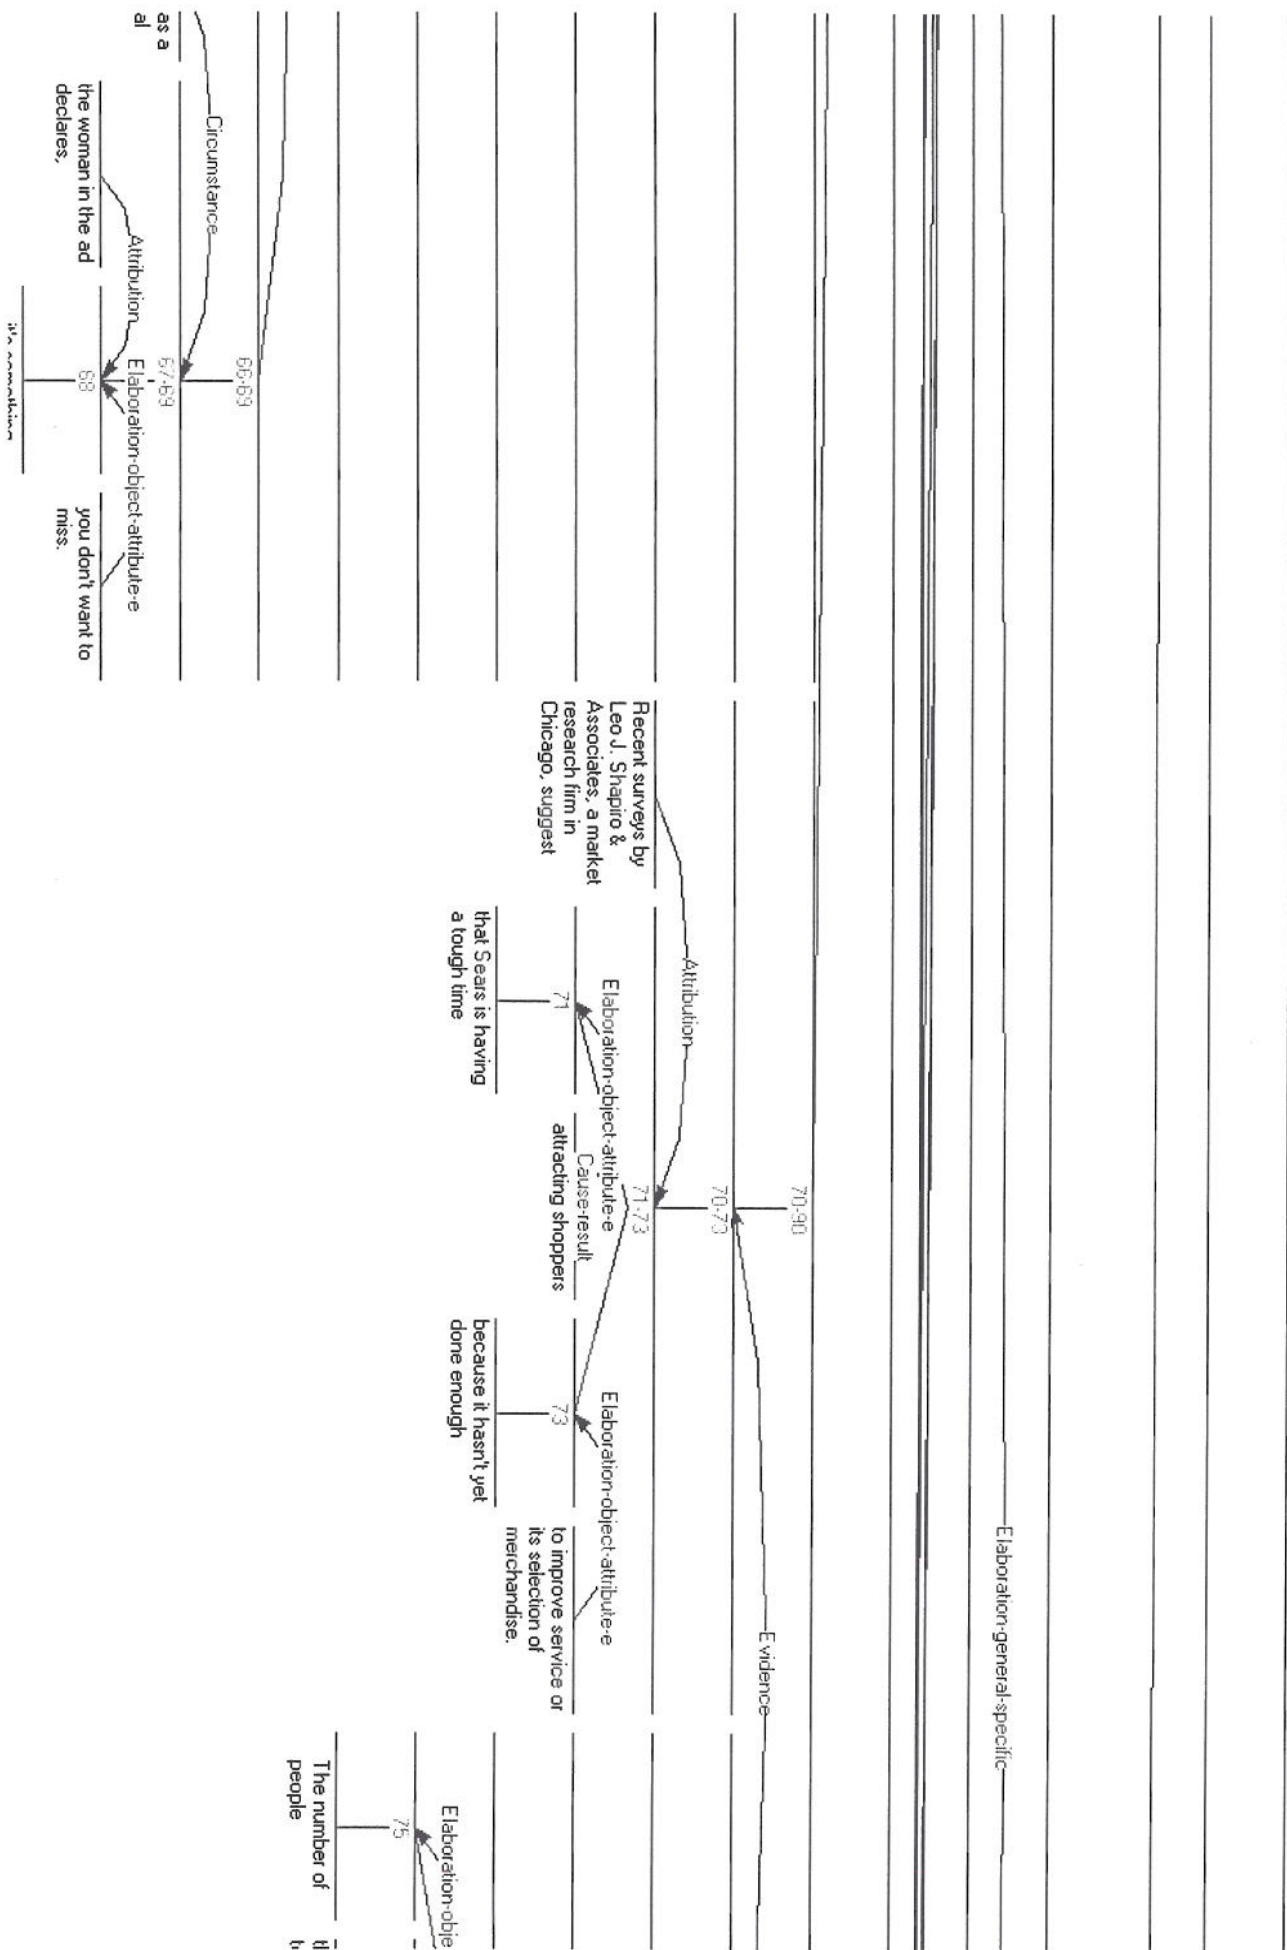 Elaboration-general-specific
Evidence
70-90
70-73
Attribution
71-73
Recent surveys by
Leo J. Shapiro &
Associates, a market
research firm in
Chicago, suggest
Elaboration-object-attribute-e
Cause-result
71
that Sears is having
a tough time
attracting shoppers
Elaboration-object-attribute-e
73
because it hasn't yet
done enough
to improve service or
its selection of
merchandise.
Elaboration-obje
75
The number of
people
66-69
Circumstance
67-69
as a
al
Attribution
Elaboration-object-attribute-e
68
the woman in the ad
declares,
you don't want to
miss.